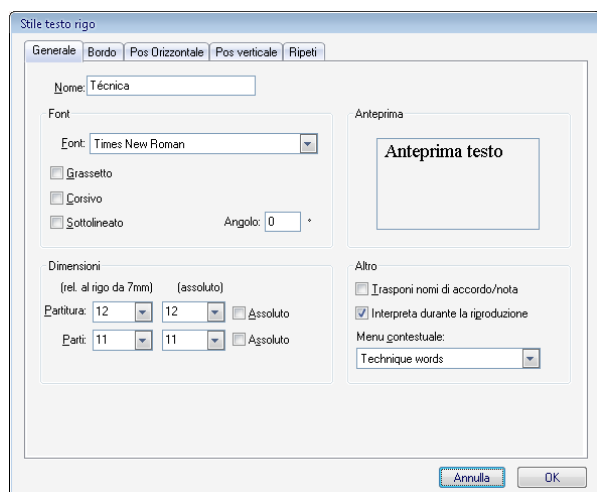 Stile testo rigo
Generale Bordo Pos Orizzontale Pos verticale Ripeti
Nome: Técnica
Font
Font: Times New Roman
Grassetto
Corsivo
Sottolineato Angolo: 0 °
Anteprima
Anteprima testo
Dimensioni
(rel. al rigo da 7mm) (assoluto)
Partitura: 12 12 Assoluto
Parti: 11 11 Assoluto
Altro
Trasponi nomi di accordo/nota
Interpreta durante la riproduzione
Menu contestuale:
Technique words
Annulla OK